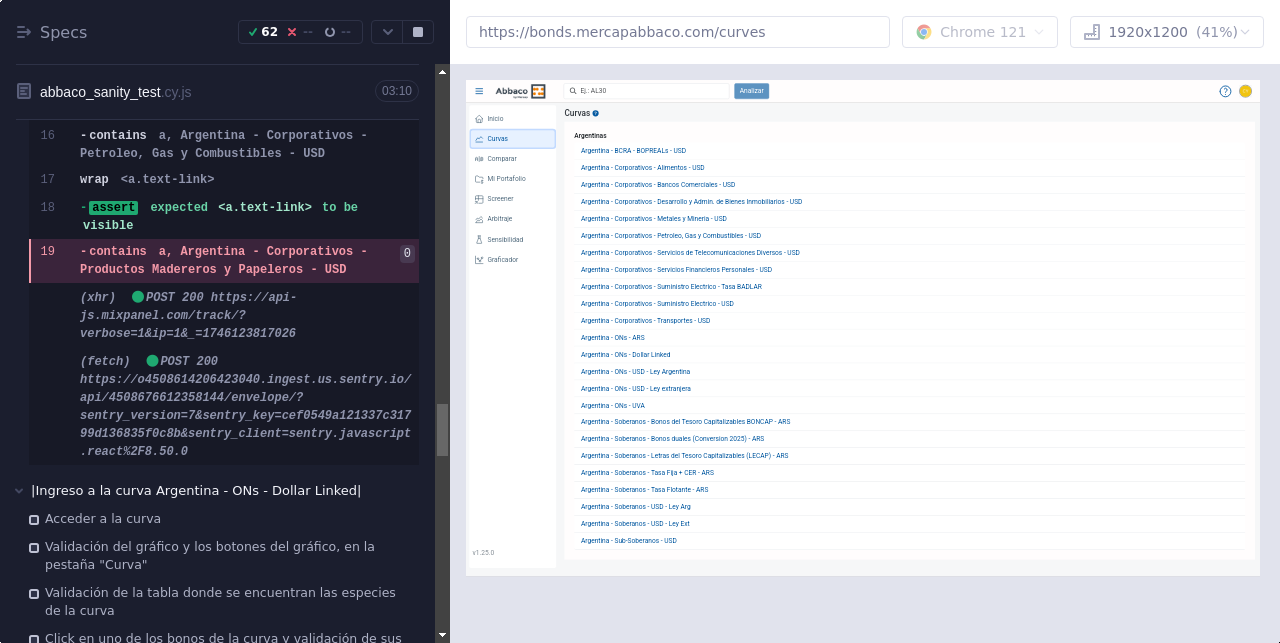 Specs
62
--
--
https://bonds.mercapabbaco.com/curves
Chrome 121
1920x1200 (41%)
abbaco_sanity_test.cy.js
03:10
16 -contains a, Argentina - Corporativos -
Petroleo, Gas y Combustibles - USD
17 wrap <a.text-link>
18 -assert expected <a.text-link> to be
visible
19 -contains a, Argentina - Corporativos -
Productos Madereros y Papeleros - USD
0
(xhr) POST 200 https://api-
js.mixpanel.com/track/?
verbose=1&ip=1&_=1746123817026
(fetch) POST 200
https://o4508614206423040.ingest.us.sentry.io/
api/4508676612358144/envelope/?
sentry_version=7&sentry_key=cef0549a121337c317
99d136835f0c8b&sentry_client=sentry.javascript
.react%2F8.50.0
|Ingreso a la curva Argentina - ONs - Dollar Linked|
Acceder a la curva
Validación del gráfico y los botones del gráfico, en la
pestaña "Curva"
Validación de la tabla donde se encuentran las especies
de la curva
Click en uno de los bonos de la curva y validación de sus
Abbaco
Ej.: AL30
Analizar
Inicio
Curvas
Comparar
Mi Portafolio
Screener
Arbitraje
Sensibilidad
Graficador
v1.25.0
Curvas
Argentinas
Argentina - BCRA - BOPREALs - USD
Argentina - Corporativos - Alimentos - USD
Argentina - Corporativos - Bancos Comerciales - USD
Argentina - Corporativos - Desarrollo y Admin. de Bienes Inmobiliarios - USD
Argentina - Corporativos - Metales y Mineria - USD
Argentina - Corporativos - Petroleo, Gas y Combustibles - USD
Argentina - Corporativos - Servicios de Telecomunicaciones Diversos - USD
Argentina - Corporativos - Servicios Financieros Personales - USD
Argentina - Corporativos - Suministro Electrico - Tasa BADLAR
Argentina - Corporativos - Suministro Electrico - USD
Argentina - Corporativos - Transportes - USD
Argentina - ONs - ARS
Argentina - ONs - Dollar Linked
Argentina - ONs - USD - Ley Argentina
Argentina - ONs - USD - Ley extranjera
Argentina - ONs - UVA
Argentina - Soberanos - Bonos del Tesoro Capitalizables BONCAP - ARS
Argentina - Soberanos - Bonos duales (Conversion 2025) - ARS
Argentina - Soberanos - Letras del Tesoro Capitalizables (LECAP) - ARS
Argentina - Soberanos - Tasa Fija + CER - ARS
Argentina - Soberanos - Tasa Flotante - ARS
Argentina - Soberanos - USD - Ley Arg
Argentina - Soberanos - USD - Ley Ext
Argentina - Sub-Soberanos - USD